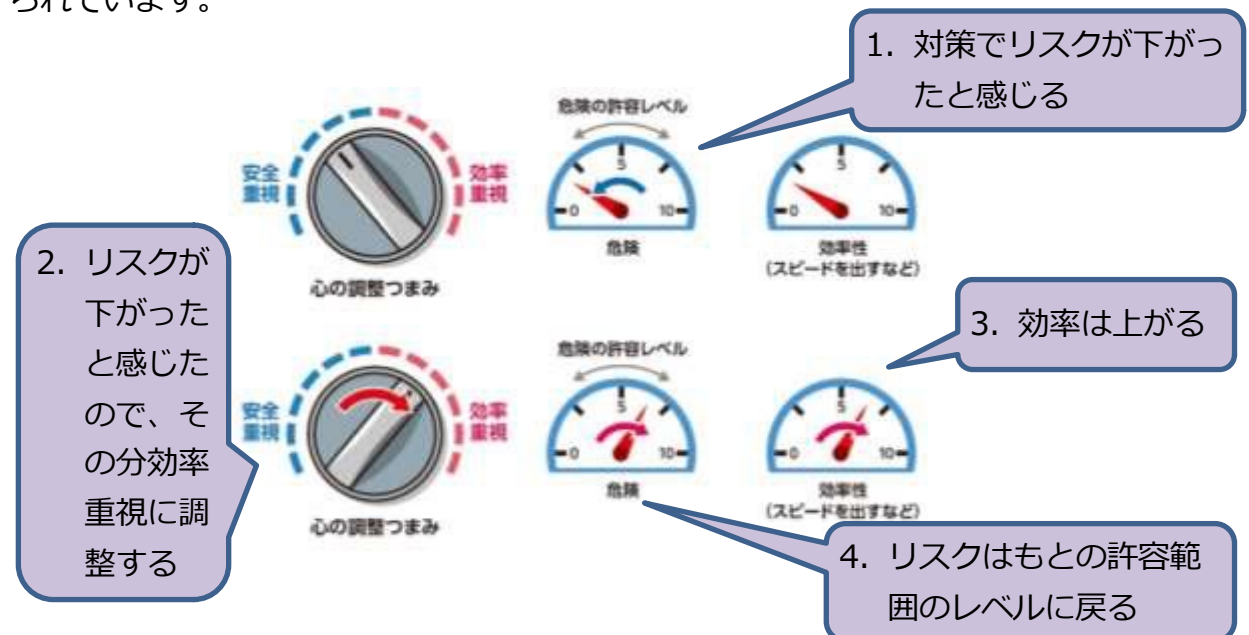 られています。
1. 対策でリスクが下がっ
たと感じる
危険の許容レベル
安全
重視
効率
重視
0
5
10
危険
0
5
10
効率性
(スピードを出すなど)
心の調整つまみ
2. リスクが
下がった
と感じた
ので、そ
の分効率
重視に調
整する
3. 効率は上がる
危険の許容レベル
安全
重視
効率
重視
0
5
10
危険
0
5
10
効率性
(スピードを出すなど)
心の調整つまみ
4. リスクはもとの許容範
囲のレベルに戻る